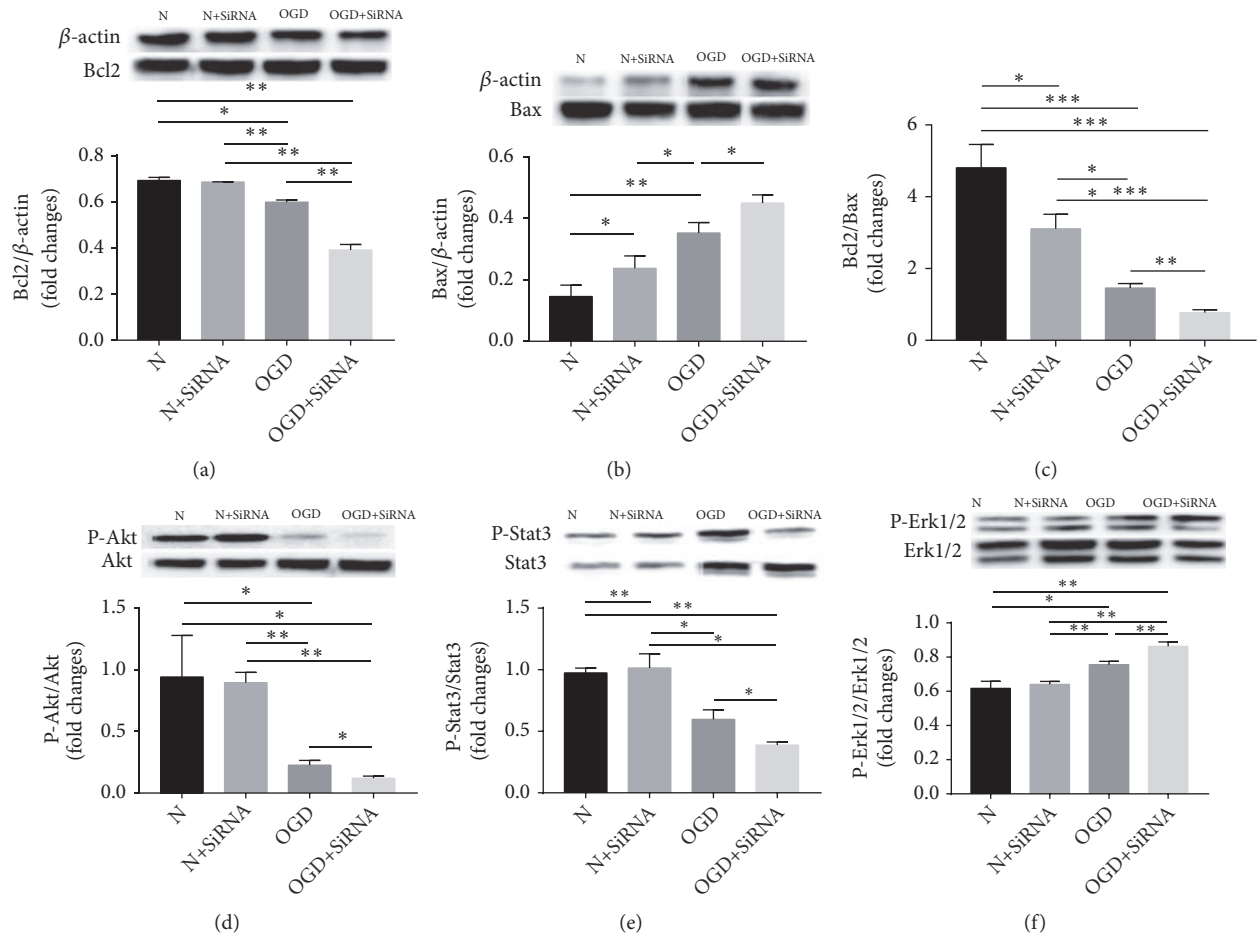 N N+SiRNA OGD OGD+SiRNA
β-actin
Bcl2
**
*
**
**
**
0.8
0.6
0.4
0.2
0.0
Bcl2/β-actin
(fold changes)
N
N+SiRNA
OGD
OGD+SiRNA
(a)
N N+SiRNA OGD OGD+SiRNA
β-actin
Bax
* *
**
*
0.6
0.4
0.3
0.2
0.0
Bax/β-actin
(fold changes)
N
N+SiRNA
OGD
OGD+SiRNA
(b)
*
***
***
*
* ***
**
6
4
2
0
Bcl2/Bax
(fold changes)
N
N+SiRNA
OGD
OGD+SiRNA
(c)
N N+SiRNA OGD OGD+SiRNA
P-Akt
Akt
*
*
**
**
*
1.5
1.0
0.5
0.0
P-Akt/Akt
(fold changes)
N
N+SiRNA
OGD
OGD+SiRNA
(d)
N N+SiRNA OGD OGD+SiRNA
P-Stat3
Stat3
**
**
*
*
*
1.5
1.0
0.5
0.0
P-Stat3/Stat3
(fold changes)
N
N+SiRNA
OGD
OGD+SiRNA
(e)
N N+SiRNA OGD OGD+SiRNA
P-Erk1/2
Erk1/2
**
*
**
** **
1.0
0.8
0.6
0.4
0.2
0.0
P-Erk1/2/Erk1/2
(fold changes)
N
N+SiRNA
OGD
OGD+SiRNA
(f)